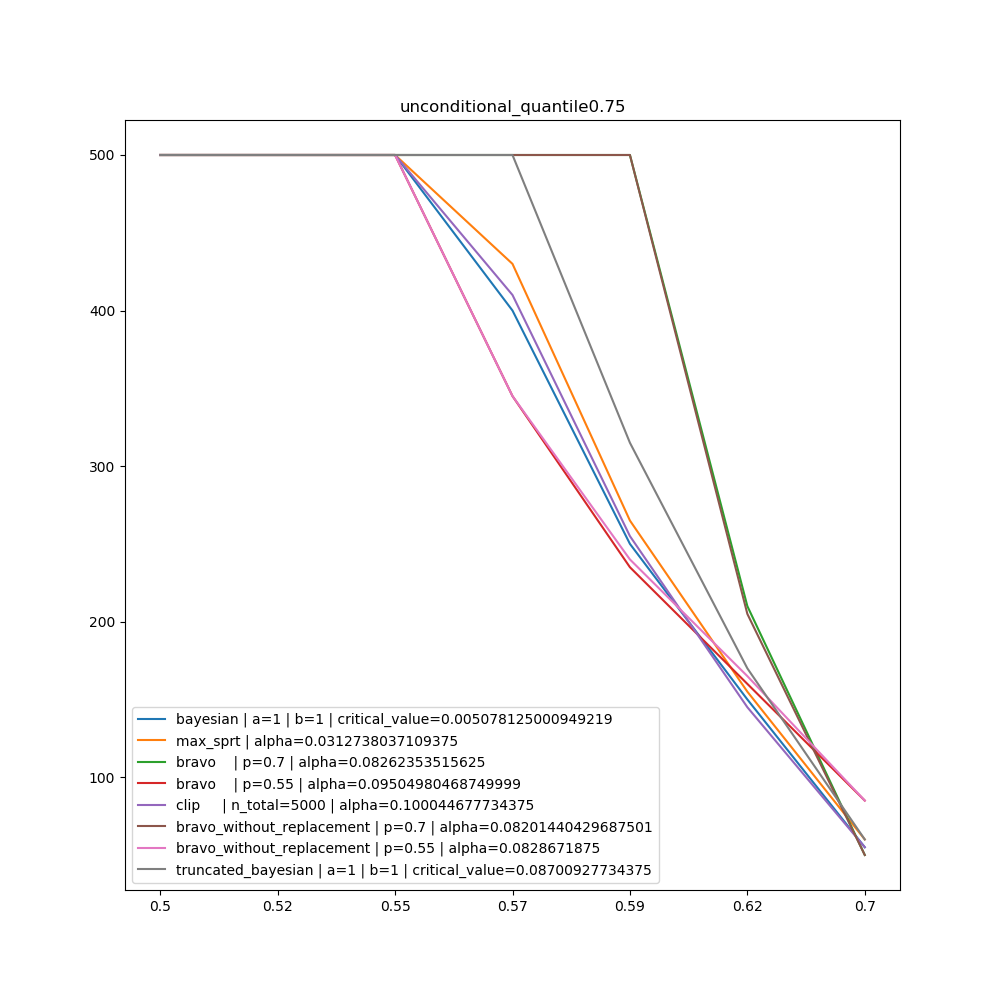 unconditional_quantile0.75
500
400
300
200
100
bayesian | a=1 | b=1 | critical_value=0.005078125000949219
max_sprt | alpha=0.0312738037109375
bravo    | p=0.7 | alpha=0.08262353515625
bravo    | p=0.55 | alpha=0.09504980468749999
clip     | n_total=5000 | alpha=0.100044677734375
bravo_without_replacement | p=0.7 | alpha=0.08201440429687501
bravo_without_replacement | p=0.55 | alpha=0.0828671875
truncated_bayesian | a=1 | b=1 | critical_value=0.08700927734375
0.5 0.52 0.55 0.57 0.59 0.62 0.7